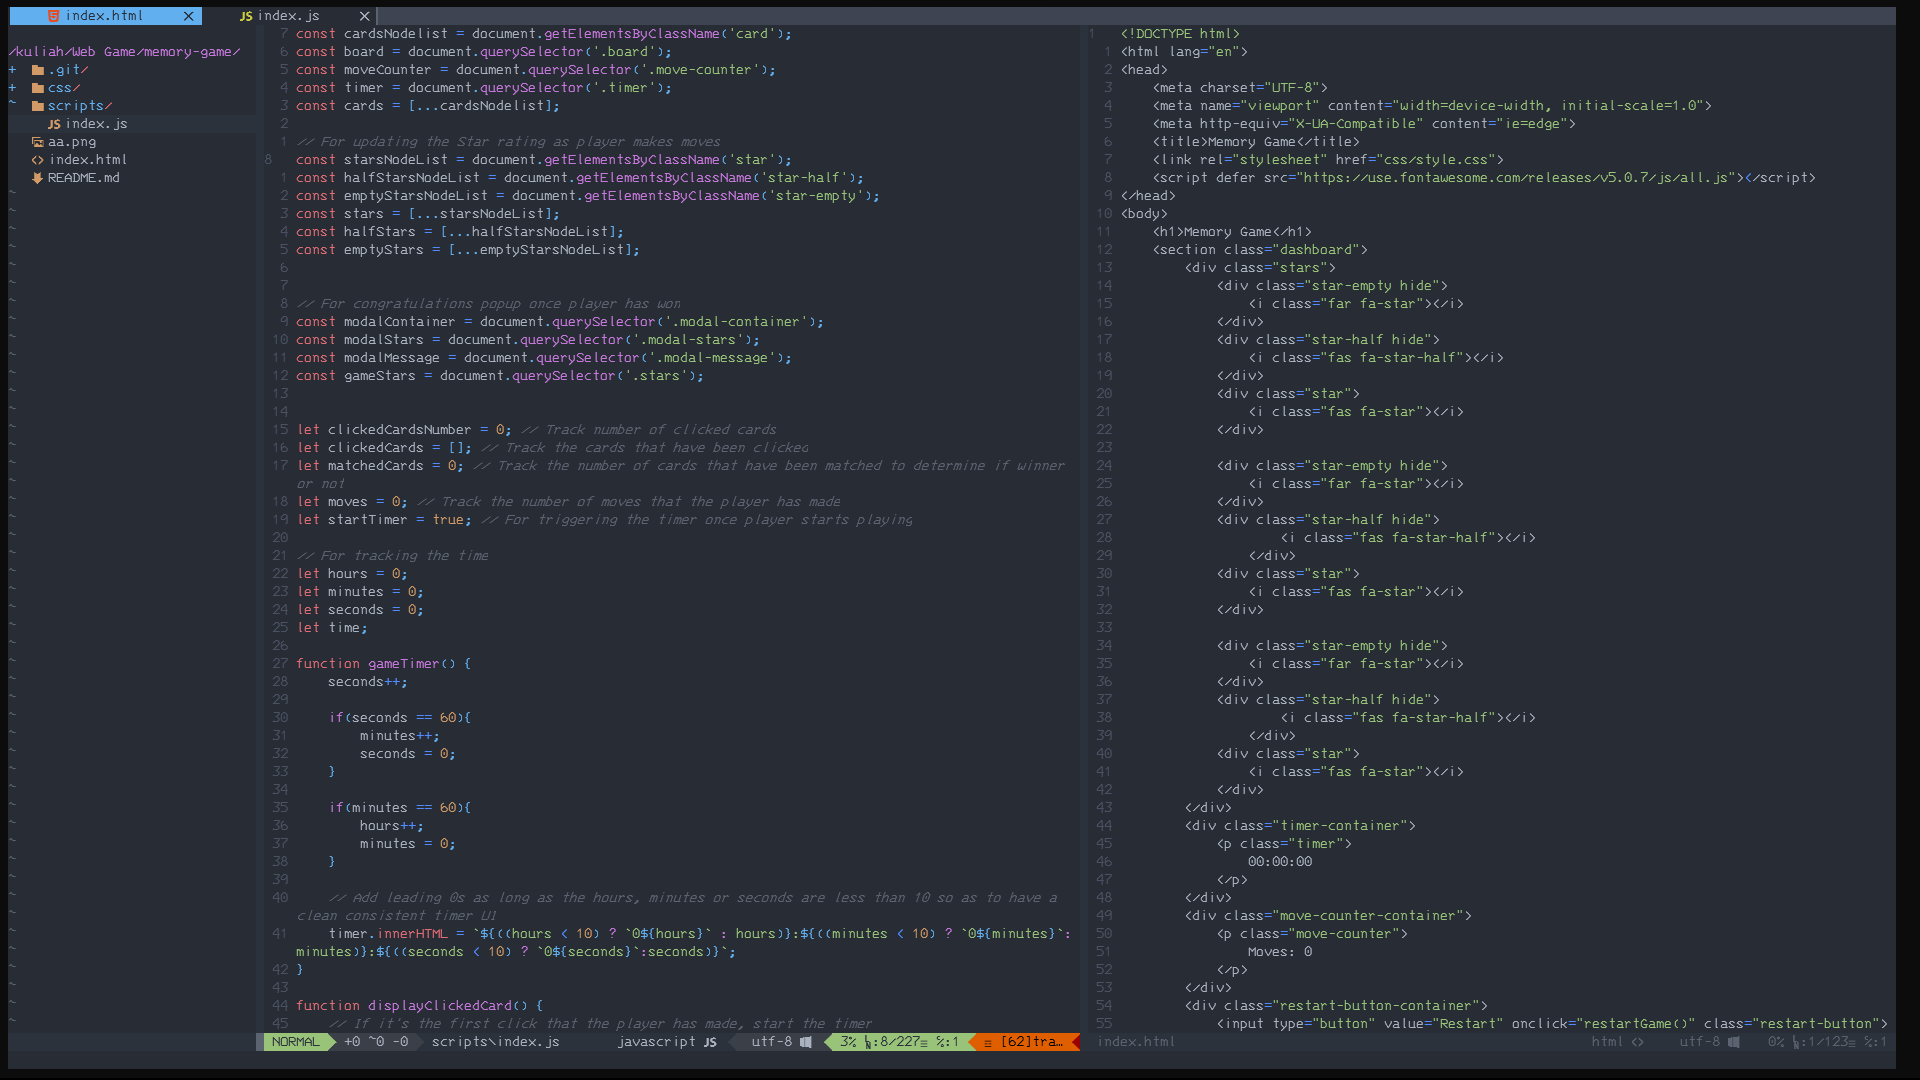 index.html ×
JS index.js ×
/kuliah/Web Game/memory-game/
+ .git/
+ css/
~ scripts/
JS index.js
aa.png
<> index.html
README.md
7 const cardsNodelist = document.getElementsByClassName('card');
6 const board = document.querySelector('.board');
5 const moveCounter = document.querySelector('.move-counter');
4 const timer = document.querySelector('.timer');
3 const cards = [...cardsNodelist];
2
1 // For updating the Star rating as player makes moves
8 const starsNodeList = document.getElementsByClassName('star');
1 const halfStarsNodeList = document.getElementsByClassName('star-half');
2 const emptyStarsNodeList = document.getElementsByClassName('star-empty');
3 const stars = [...starsNodeList];
4 const halfStars = [...halfStarsNodeList];
5 const emptyStars = [...emptyStarsNodeList];
6
7
8 // For congratulations popup once player has won
9 const modalContainer = document.querySelector('.modal-container');
10 const modalStars = document.querySelector('.modal-stars');
11 const modalMessage = document.querySelector('.modal-message');
12 const gameStars = document.querySelector('.stars');
13
14
15 let clickedCardsNumber = 0; // Track number of clicked cards
16 let clickedCards = []; // Track the cards that have been clicked
17 let matchedCards = 0; // Track the number of cards that have been matched to determine if winner
or not
18 let moves = 0; // Track the number of moves that the player has made
19 let startTimer = true; // For triggering the timer once player starts playing
20
21 // For tracking the time
22 let hours = 0;
23 let minutes = 0;
24 let seconds = 0;
25 let time;
26
27 function gameTimer() {
28     seconds++;
29
30     if(seconds == 60){
31         minutes++;
32         seconds = 0;
33     }
34
35     if(minutes == 60){
36         hours++;
37         minutes = 0;
38     }
39
40     // Add leading 0s as long as the hours, minutes or seconds are less than 10 so as to have a
clean consistent timer UI
41     timer.innerHTML = `${((hours < 10) ? `0${hours}` : hours)}:${((minutes < 10) ? `0${minutes}`:
minutes)}:${((seconds < 10) ? `0${seconds}`:seconds)}`;
42 }
43
44 function displayClickedCard() {
45     // If it's the first click that the player has made, start the timer
NORMAL +0 ~0 -0 scripts\index.js javascript JS utf-8 3% :8/227≡ %:1 ≡ [62]tra…
1 <!DOCTYPE html>
1 <html lang="en">
2 <head>
3     <meta charset="UTF-8">
4     <meta name="viewport" content="width=device-width, initial-scale=1.0">
5     <meta http-equiv="X-UA-Compatible" content="ie=edge">
6     <title>Memory Game</title>
7     <link rel="stylesheet" href="css/style.css">
8     <script defer src="https://use.fontawesome.com/releases/v5.0.7/js/all.js"></script>
9 </head>
10 <body>
11     <h1>Memory Game</h1>
12     <section class="dashboard">
13         <div class="stars">
14             <div class="star-empty hide">
15                 <i class="far fa-star"></i>
16             </div>
17             <div class="star-half hide">
18                 <i class="fas fa-star-half"></i>
19             </div>
20             <div class="star">
21                 <i class="fas fa-star"></i>
22             </div>
23
24             <div class="star-empty hide">
25                 <i class="far fa-star"></i>
26             </div>
27             <div class="star-half hide">
28                     <i class="fas fa-star-half"></i>
29                 </div>
30             <div class="star">
31                 <i class="fas fa-star"></i>
32             </div>
33
34             <div class="star-empty hide">
35                 <i class="far fa-star"></i>
36             </div>
37             <div class="star-half hide">
38                     <i class="fas fa-star-half"></i>
39                 </div>
40             <div class="star">
41                 <i class="fas fa-star"></i>
42             </div>
43         </div>
44         <div class="timer-container">
45             <p class="timer">
46                 00:00:00
47             </p>
48         </div>
49         <div class="move-counter-container">
50             <p class="move-counter">
51                 Moves: 0
52             </p>
53         </div>
54         <div class="restart-button-container">
55             <input type="button" value="Restart" onclick="restartGame()" class="restart-button">
index.html html <> utf-8 0% :1/123≡ %:1